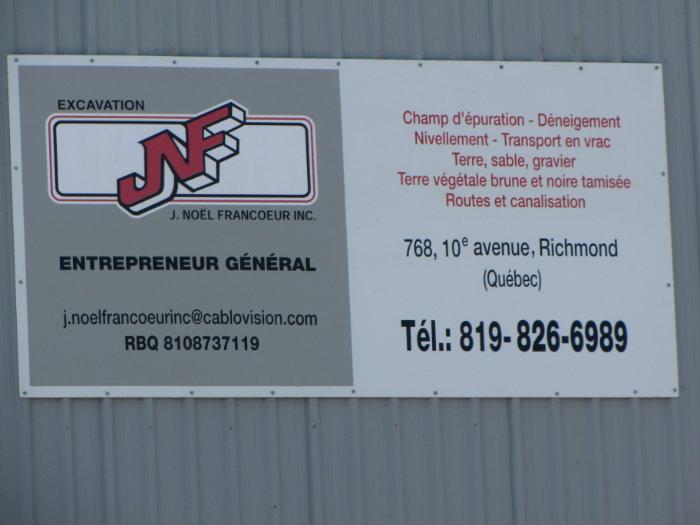 EXCAVATION
JNF
J. NOËL FRANCOEUR INC.
ENTREPRENEUR GÉNÉRAL
j.noelfrancoeurinc@cablovision.com
RBQ 8108737119
Champ d'épuration - Déneigement
Nivellement - Transport en vrac
Terre, sable, gravier
Terre végétale brune et noire tamisée
Routes et canalisation
768, 10e avenue, Richmond
(Québec)
Tél.: 819- 826-6989